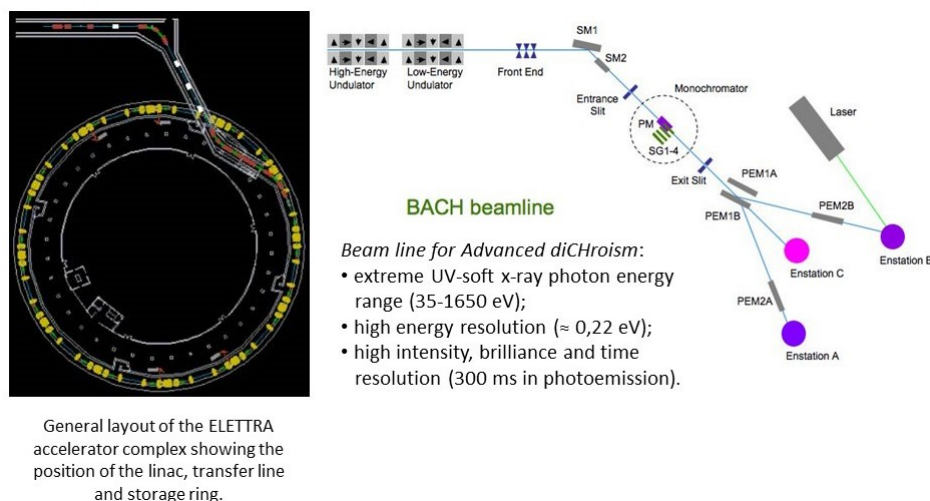 SM1
SM2
High-Energy
Undulator
Low-Energy
Undulator
Front End
Entrance
Slit
Monochromator
PM
SG1-4
Exit Slit
Laser
PEM1A
PEM1B
PEM2B
Enstation B
Enstation C
PEM2A
Enstation A
BACH beamline
Beam line for Advanced diCHroism:
• extreme UV-soft x-ray photon energy
range (35-1650 eV);
• high energy resolution (≈ 0,22 eV);
• high intensity, brilliance and time
resolution (300 ms in photoemission).
General layout of the ELETTRA
accelerator complex showing the
position of the linac, transfer line
and storage ring.